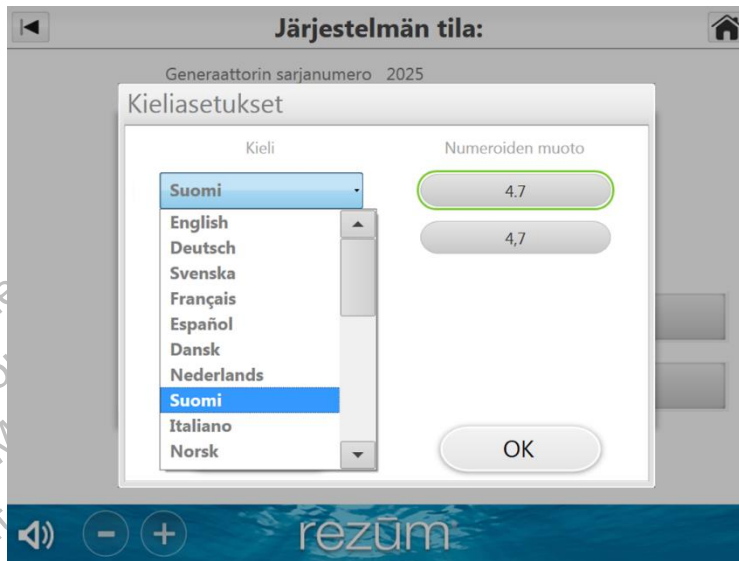 Järjestelmän tila:
Generaattorin sarjanumero 2025
Kieliasetukset
Kieli
Numeroiden muoto
Suomi
4.7
English
4,7
Deutsch
Svenska
Français
Español
Dansk
Nederlands
Suomi
Italiano
Norsk
OK
rezūm